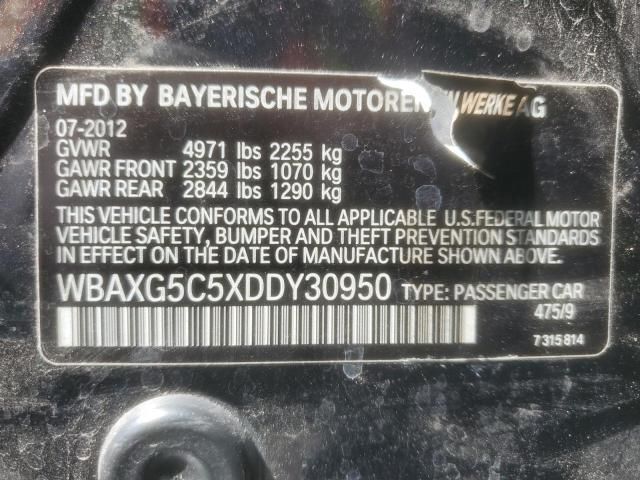 MFD BY BAYERISCHE MOTOREN WERKE AG
07-2012
GVWR 4971 lbs 2255 kg
GAWR FRONT 2359 lbs 1070 kg
GAWR REAR 2844 lbs 1290 kg
THIS VEHICLE CONFORMS TO ALL APPLICABLE U.S.FEDERAL MOTOR
VEHICLE SAFETY, BUMPER AND THEFT PREVENTION STANDARDS
IN EFFECT ON THE DATE OF MANUFACTURE SHOWN ABOVE.
WBAXG5C5XDDY30950 TYPE: PASSENGER CAR
475/9
7 315 814